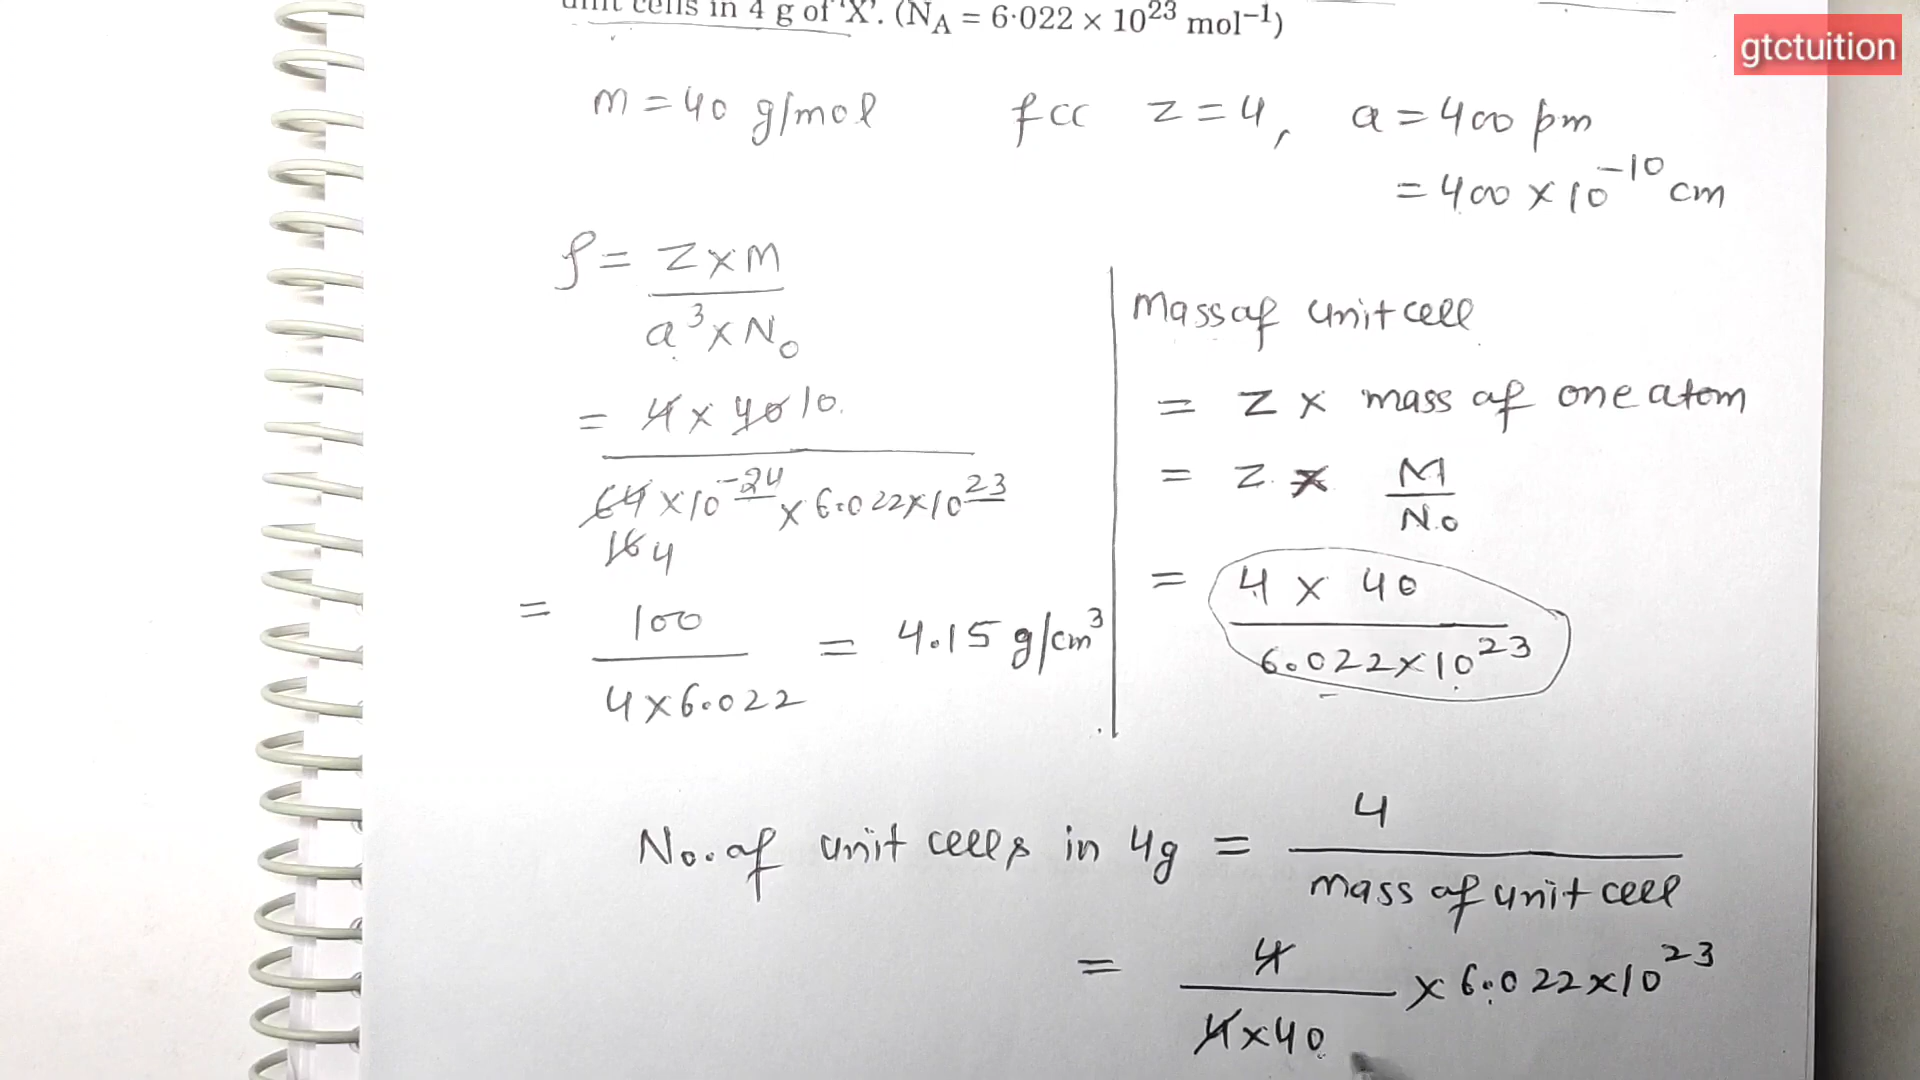 unit cells in 4 g of 'X'. (N_A = 6·022 × 10^23 mol^−1)
gtctuition
m = 40 g/mol fcc z = 4, a = 400 pm
= 400 × 10^-10 cm
ρ = Z × M / a^3 × N₀
= 4 × 40 10 / 64 × 10^-24 × 6.022 × 10^23
16 4
= 100 / 4 × 6.022 = 4.15 g/cm^3
Mass of unit cell
= Z × mass of one atom
= Z × M / N₀
= 4 × 40 / 6.022 × 10^23
No. of unit cells in 4g = 4 / mass of unit cell
= 4 / 4 × 40 × 6.022 × 10^23